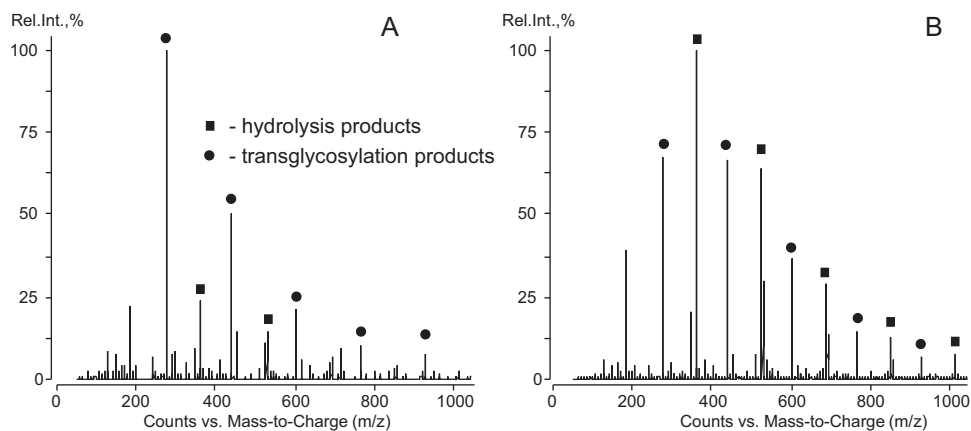 Rel.Int.,%
A
100
75
50
25
0
■ - hydrolysis products
● - transglycosylation products
0 200 400 600 800 1000
Counts vs. Mass-to-Charge (m/z)
Rel.Int.,%
B
100
75
50
25
0
200 400 600 800 1000
Counts vs. Mass-to-Charge (m/z)